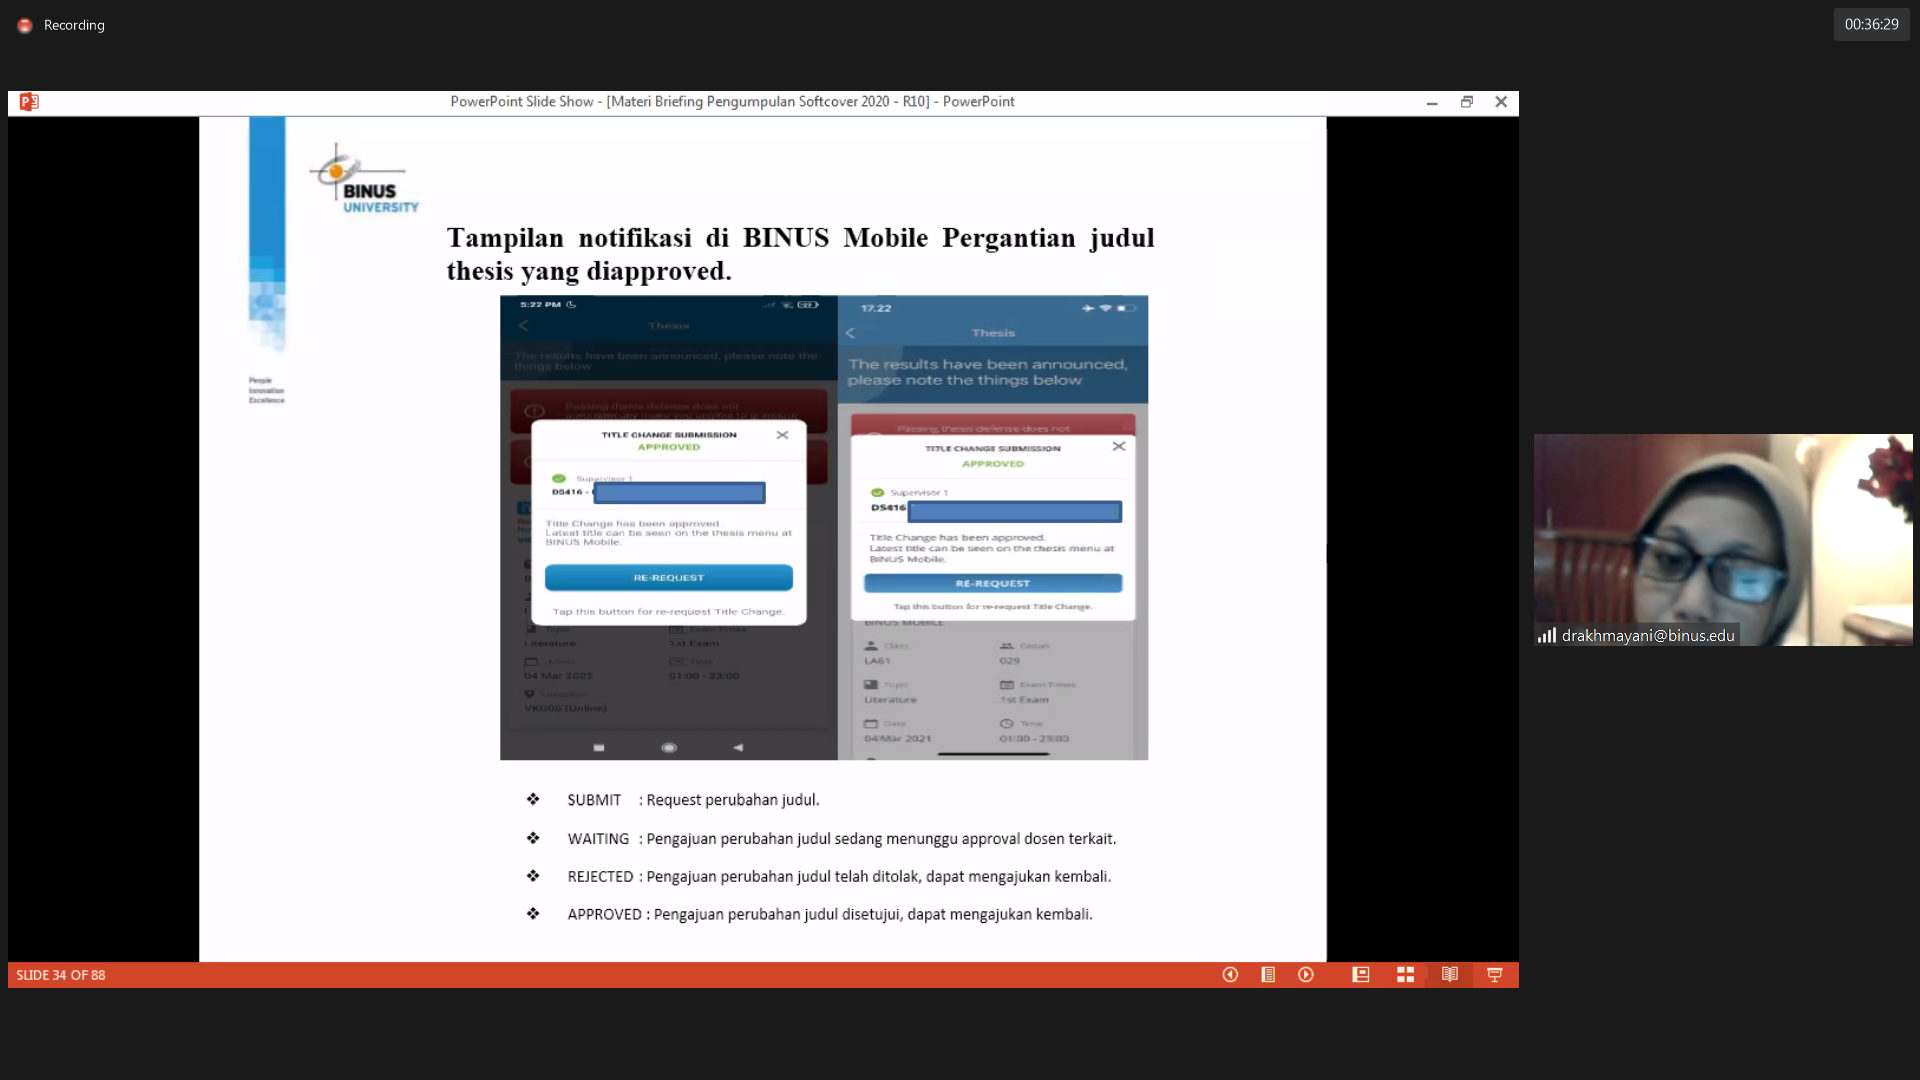 Recording
00:36:29
PowerPoint Slide Show - [Materi Briefing Pengumpulan Softcover 2020 - R10] - PowerPoint
BINUS
UNIVERSITY
People
Innovation
Excellence
Tampilan notifikasi di BINUS Mobile Pergantian judul
thesis yang diapproved.
5:22 PM
Thesis
The results have been announced, please note the
things below
Passing thesis defense does not
TITLE CHANGE SUBMISSION
APPROVED
Supervisor 1
D5416 -
Title Change has been approved.
Latest title can be seen on the thesis menu at
BINUS Mobile.
RE-REQUEST
Tap this button for re-request Title Change.
Topic
Exam Times
Literature
1st Exam
Time
04 Mar 2021
01:00 - 23:00
VKG05 (Online)
17.22
Thesis
The results have been announced,
please note the things below
Passing thesis defense does not
TITLE CHANGE SUBMISSION
APPROVED
Supervisor 1
D5416
Title Change has been approved.
Latest title can be seen on the thesis menu at
BINUS Mobile.
RE-REQUEST
Tap this button for re-request Title Change.
BINUS MOBILE
Class
LA61
029
Topic
Exam Times
Literature
1st Exam
Date
Time
04 Mar 2021
01:00 - 23:00
❖ SUBMIT : Request perubahan judul.
❖ WAITING : Pengajuan perubahan judul sedang menunggu approval dosen terkait.
❖ REJECTED : Pengajuan perubahan judul telah ditolak, dapat mengajukan kembali.
❖ APPROVED : Pengajuan perubahan judul disetujui, dapat mengajukan kembali.
SLIDE 34 OF 88
drakhmayani@binus.edu